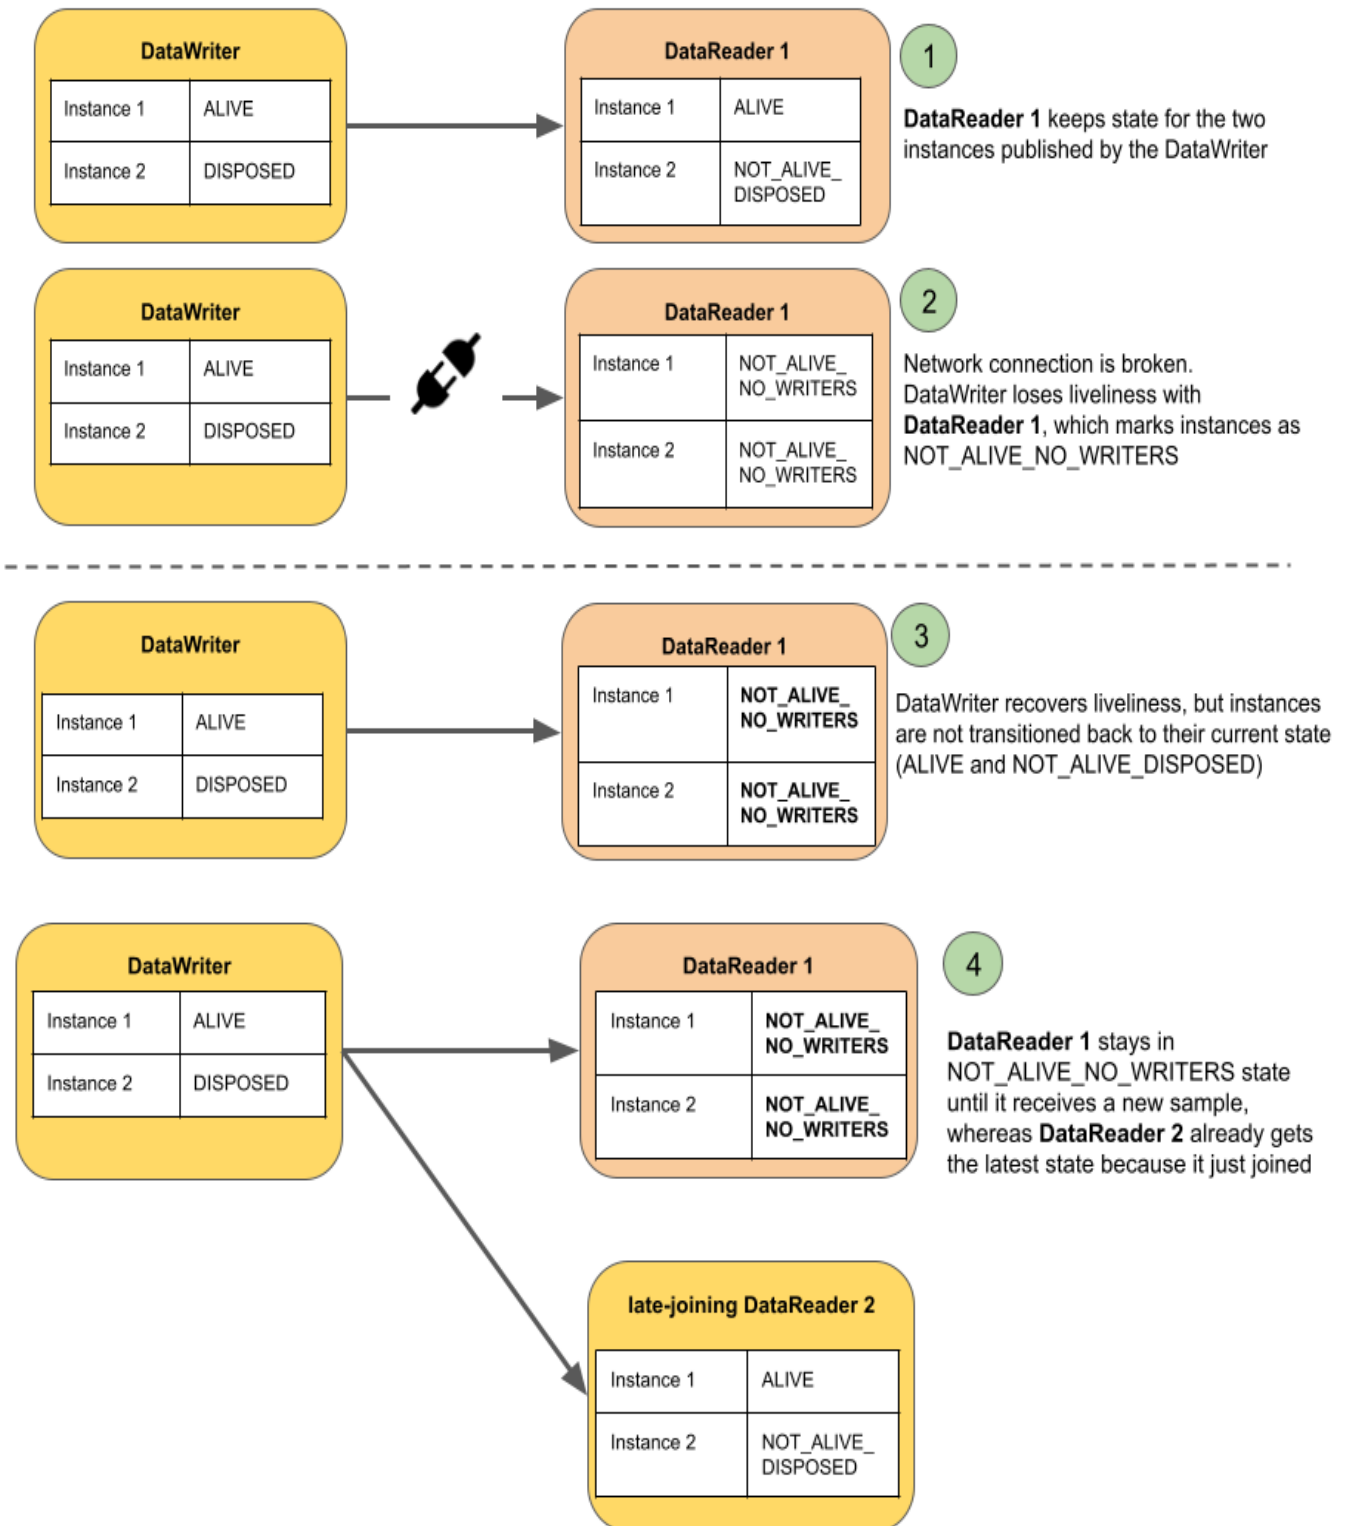 DataWriter
Instance 1 ALIVE
Instance 2 DISPOSED
DataReader 1
Instance 1 ALIVE
Instance 2 NOT_ALIVE_
DISPOSED
1
DataReader 1 keeps state for the two
instances published by the DataWriter
DataWriter
Instance 1 ALIVE
Instance 2 DISPOSED
DataReader 1
Instance 1 NOT_ALIVE_
NO_WRITERS
Instance 2 NOT_ALIVE_
NO_WRITERS
2
Network connection is broken.
DataWriter loses liveliness with
DataReader 1, which marks instances as
NOT_ALIVE_NO_WRITERS
DataWriter
Instance 1 ALIVE
Instance 2 DISPOSED
DataReader 1
Instance 1 NOT_ALIVE_
NO_WRITERS
Instance 2 NOT_ALIVE_
NO_WRITERS
3
DataWriter recovers liveliness, but instances
are not transitioned back to their current state
(ALIVE and NOT_ALIVE_DISPOSED)
DataWriter
Instance 1 ALIVE
Instance 2 DISPOSED
DataReader 1
Instance 1 NOT_ALIVE_
NO_WRITERS
Instance 2 NOT_ALIVE_
NO_WRITERS
4
DataReader 1 stays in
NOT_ALIVE_NO_WRITERS state
until it receives a new sample,
whereas DataReader 2 already gets
the latest state because it just joined
late-joining DataReader 2
Instance 1 ALIVE
Instance 2 NOT_ALIVE_
DISPOSED